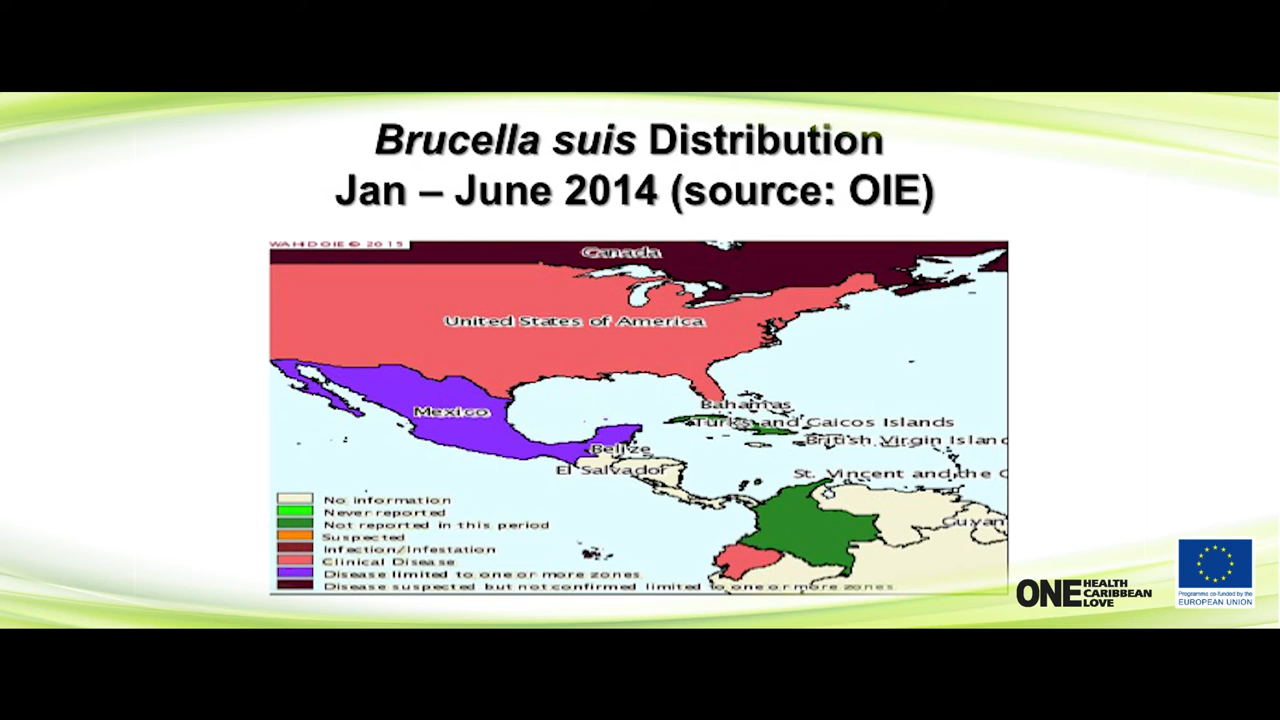 Brucella suis Distribution
Jan – June 2014 (source: OIE)
WAHID OIE © 2015
Canada
United States of America
Mexico
Bahamas
Turks and Caicos Islands
British Virgin Islanc
Belize
El Salvador
St. Vincent and the G
Guyan
No information
Never reported
Not reported in this period
Suspected
Infection/Infestation
Clinical Disease
Disease limited to one or more zones
Disease suspected but not confirmed limited to one or more zones
ONE HEALTH
CARIBBEAN
LOVE
Programme co-funded by the
EUROPEAN UNION